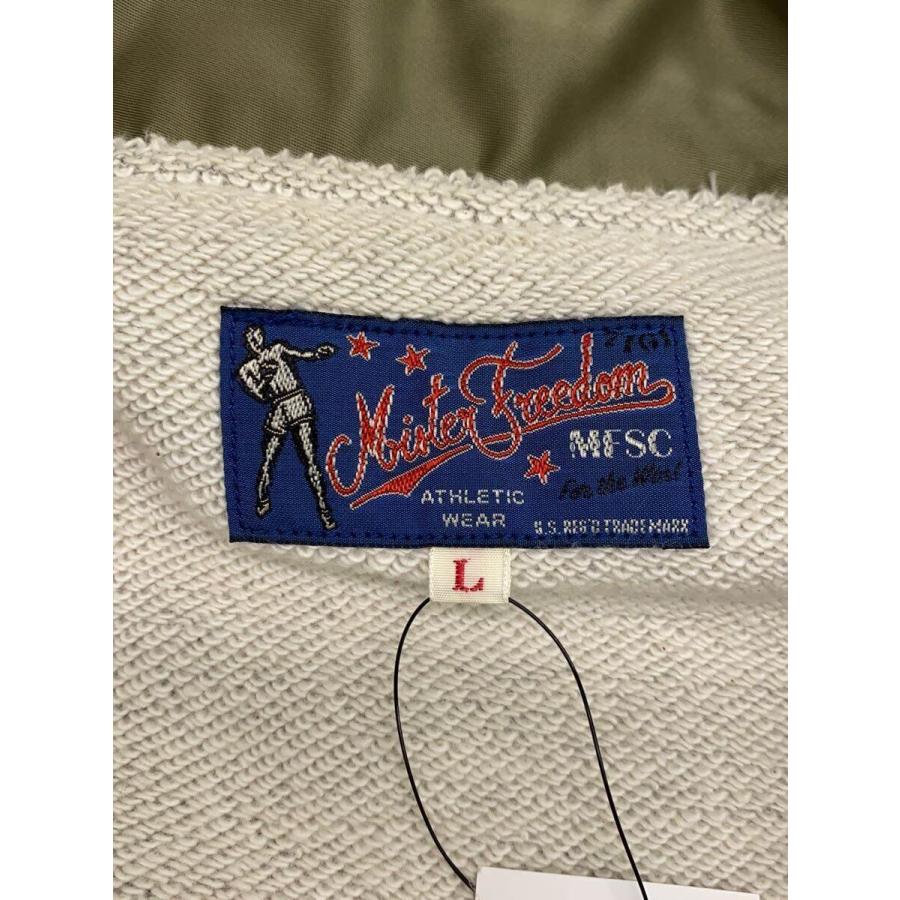 Mister Freedom
MFSC
For the West
ATHLETIC
WEAR
U.S. REG'D TRADEMARK
L